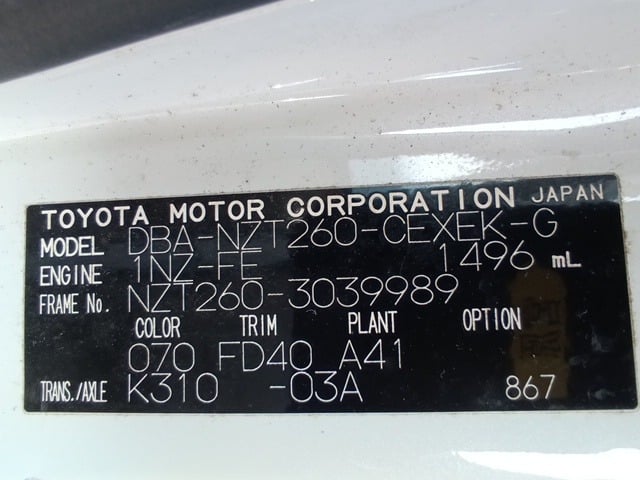 TOYOTA MOTOR CORPORATION JAPAN
MODEL DBA-NZT260-CEXEK-G
ENGINE 1NZ-FE 1496 mL
FRAME No. NZT260-3039989
COLOR TRIM PLANT OPTION
070 FD40 A41
TRANS./AXLE K310 -03A 867